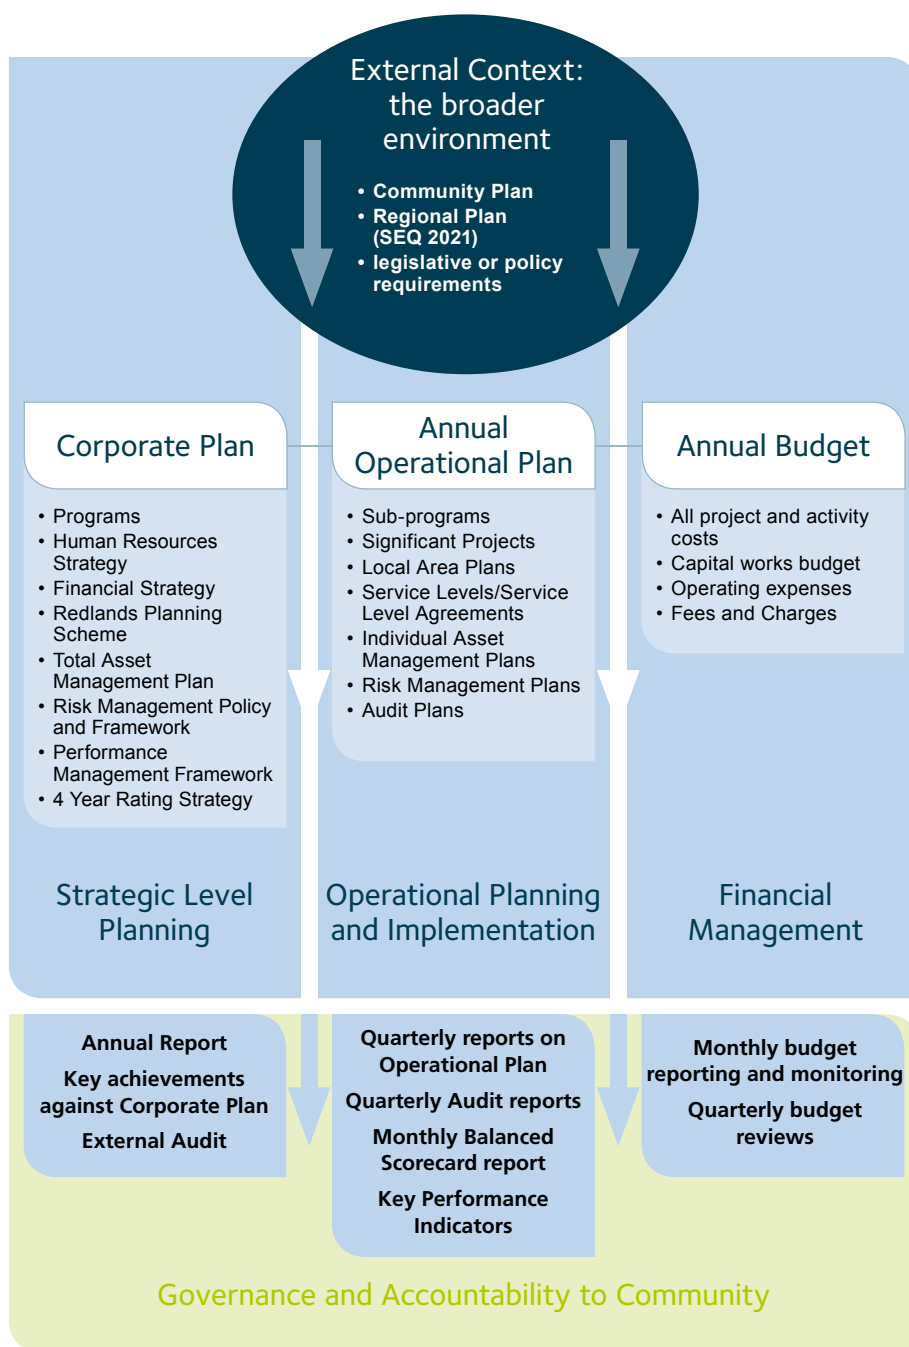 External Context:
the broader
environment
• Community Plan
• Regional Plan
(SEQ 2021)
• legislative or policy
requirements
Corporate Plan
• Programs
• Human Resources
Strategy
• Financial Strategy
• Redlands Planning
Scheme
• Total Asset
Management Plan
• Risk Management Policy
and Framework
• Performance
Management Framework
• 4 Year Rating Strategy
Strategic Level
Planning
Annual
Operational Plan
• Sub-programs
• Significant Projects
• Local Area Plans
• Service Levels/Service
Level Agreements
• Individual Asset
Management Plans
• Risk Management Plans
• Audit Plans
Operational Planning
and Implementation
Annual Budget
• All project and activity
costs
• Capital works budget
• Operating expenses
• Fees and Charges
Financial
Management
Annual Report
Key achievements
against Corporate Plan
External Audit
Quarterly reports on
Operational Plan
Quarterly Audit reports
Monthly Balanced
Scorecard report
Key Performance
Indicators
Monthly budget
reporting and monitoring
Quarterly budget
reviews
Governance and Accountability to Community